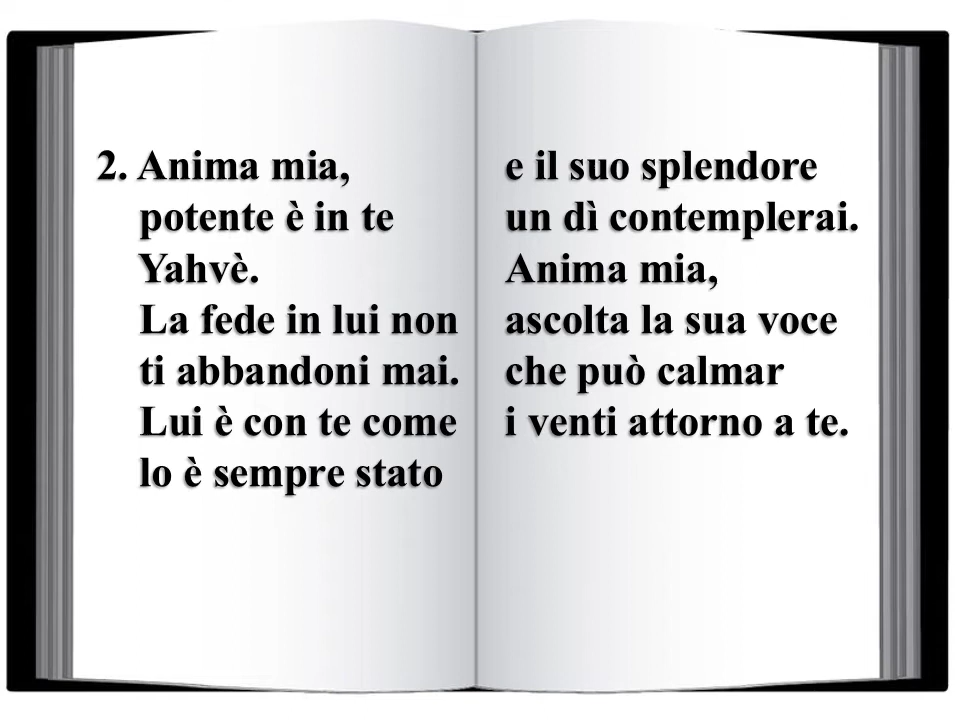 2. Anima mia,
potente è in te
Yahvè.
La fede in lui non
ti abbandoni mai.
Lui è con te come
lo è sempre stato
e il suo splendore
un dì contemplerai.
Anima mia,
ascolta la sua voce
che può calmar
i venti attorno a te.